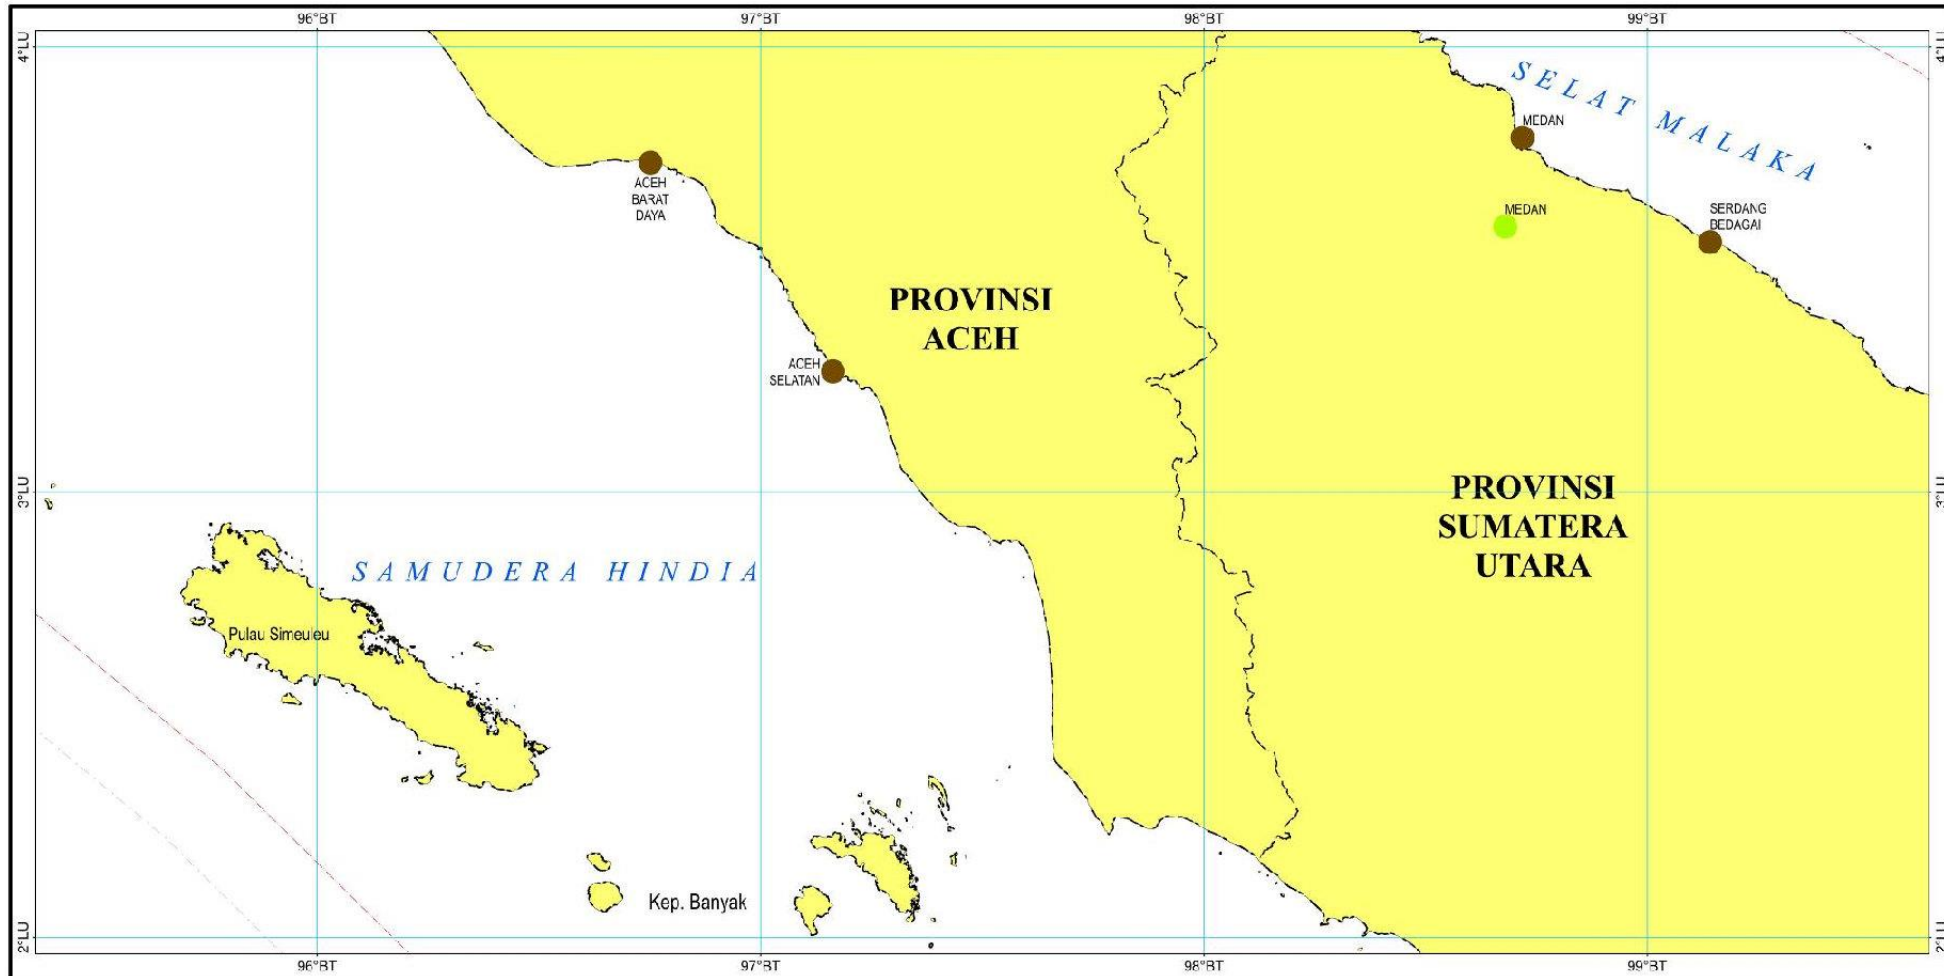 96°BT
97°BT
98°BT
99°BT
4°LU
4°LU
SELAT MALAKA
MEDAN
ACEH
BARAT
DAYA
MEDAN
SERDANG
BEDAGAI
PROVINSI
ACEH
ACEH
SELATAN
3°LU
3°LU
PROVINSI
SUMATERA
UTARA
SAMUDERA HINDIA
Pulau Simeuleu
Kep. Banyak
2°LU
2°LU
96°BT
97°BT
98°BT
99°BT